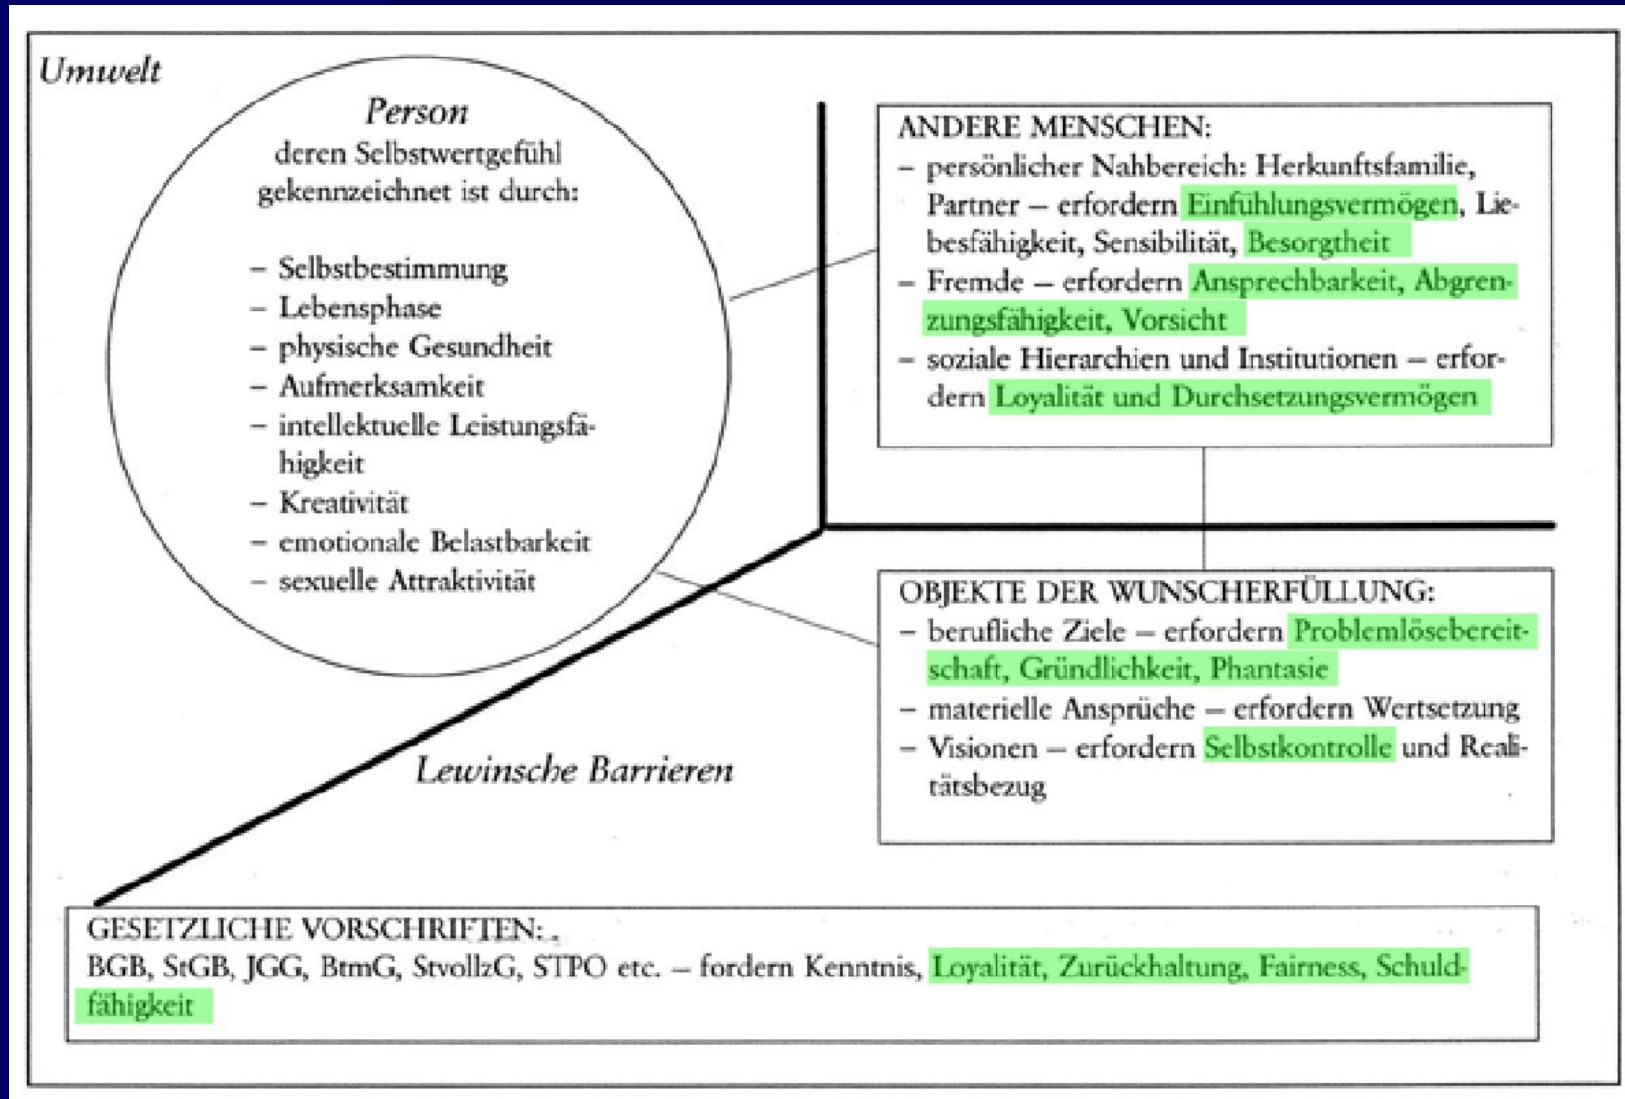 Umwelt
Person
deren Selbstwertgefühl
gekennzeichnet ist durch:
– Selbstbestimmung
– Lebensphase
– physische Gesundheit
– Aufmerksamkeit
– intellektuelle Leistungsfä-
higkeit
– Kreativität
– emotionale Belastbarkeit
– sexuelle Attraktivität
ANDERE MENSCHEN:
– persönlicher Nahbereich: Herkunftsfamilie,
Partner – erfordern Einfühlungsvermögen, Lie-
besfähigkeit, Sensibilität, Besorgtheit
– Fremde – erfordern Ansprechbarkeit, Abgren-
zungsfähigkeit, Vorsicht
– soziale Hierarchien und Institutionen – erfor-
dern Loyalität und Durchsetzungsvermögen
OBJEKTE DER WUNSCHERFÜLLUNG:
– berufliche Ziele – erfordern Problemlösebereit-
schaft, Gründlichkeit, Phantasie
– materielle Ansprüche – erfordern Wertsetzung
– Visionen – erfordern Selbstkontrolle und Reali-
tätsbezug
Lewinsche Barrieren
GESETZLICHE VORSCHRIFTEN:
BGB, StGB, JGG, BtmG, StvollzG, STPO etc. – fordern Kenntnis, Loyalität, Zurückhaltung, Fairness, Schuld-
fähigkeit